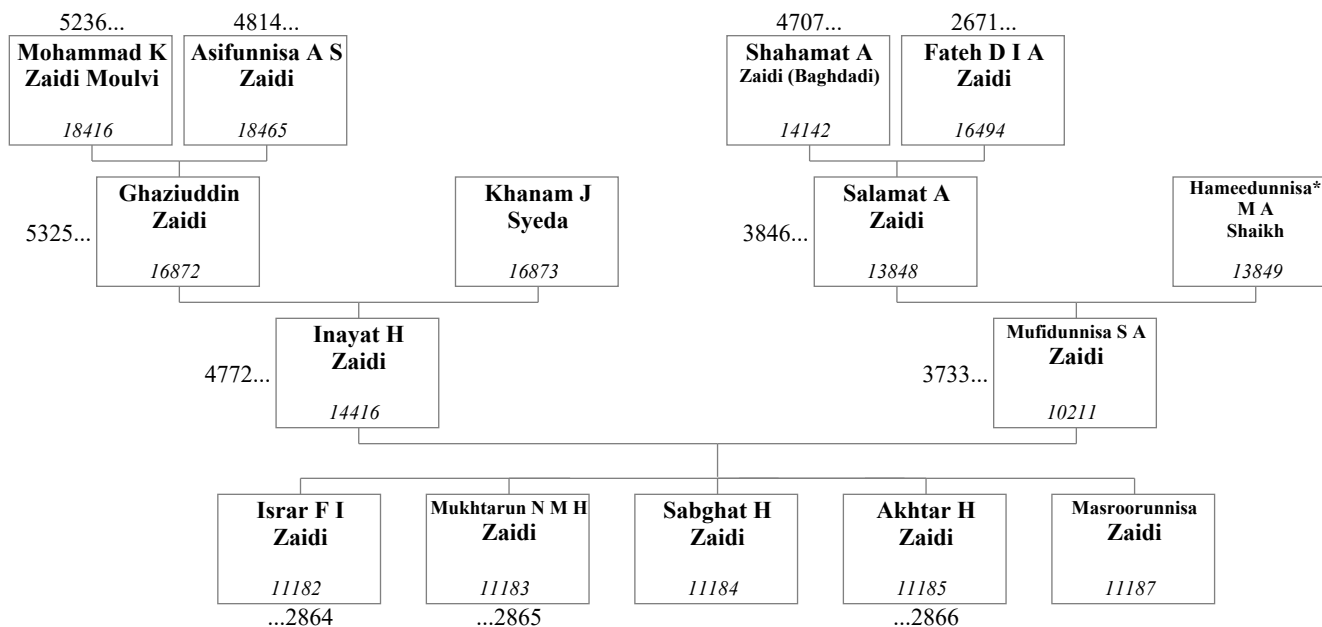 5236...
4814...
4707...
2671...
Mohammad K
Zaidi Moulvi
18416
Asifunnisa A S
Zaidi
18465
Shahamat A
Zaidi (Baghdadi)
14142
Fateh D I A
Zaidi
16494
5325...
Ghaziuddin
Zaidi
16872
Khanam J
Syeda
16873
3846...
Salamat A
Zaidi
13848
Hameedunnisa*
M A
Shaikh
13849
4772...
Inayat H
Zaidi
14416
3733...
Mufidunnisa S A
Zaidi
10211
Israr F I
Zaidi
11182
...2864
Mukhtarun N M H
Zaidi
11183
...2865
Sabghat H
Zaidi
11184
Akhtar H
Zaidi
11185
...2866
Masroorunnisa
Zaidi
11187